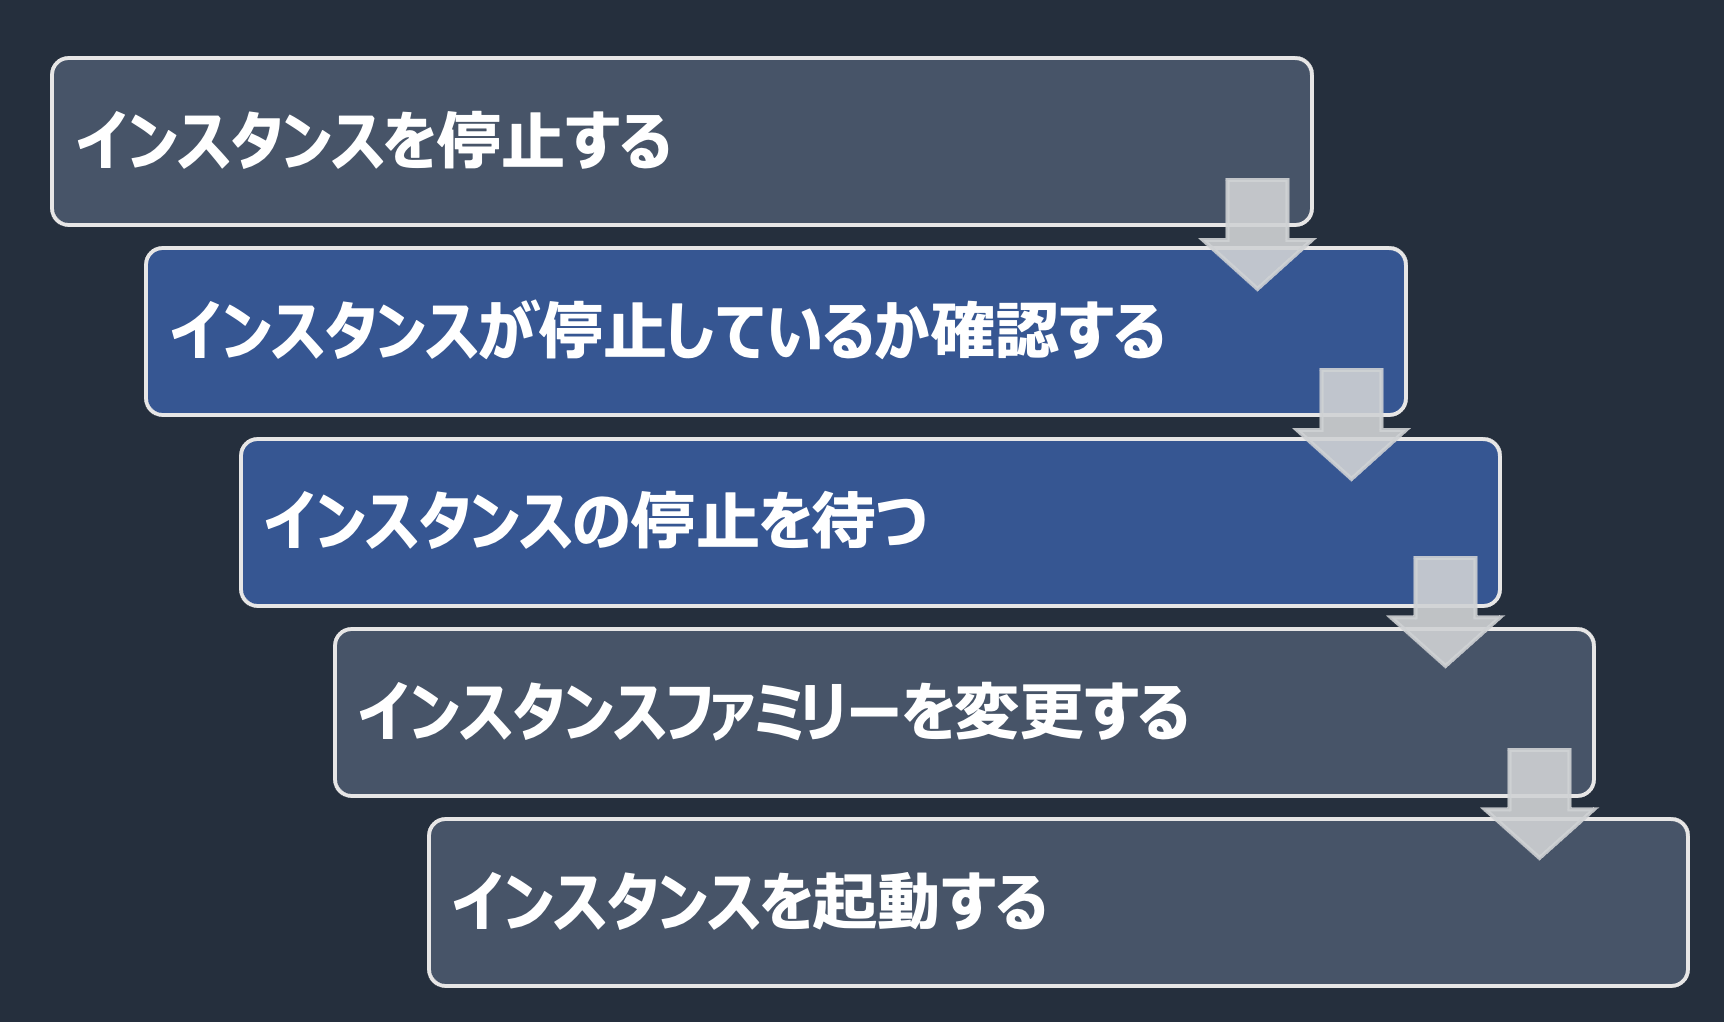 インスタンスを停止する
インスタンスが停止しているか確認する
インスタンスの停止を待つ
インスタンスファミリーを変更する
インスタンスを起動する